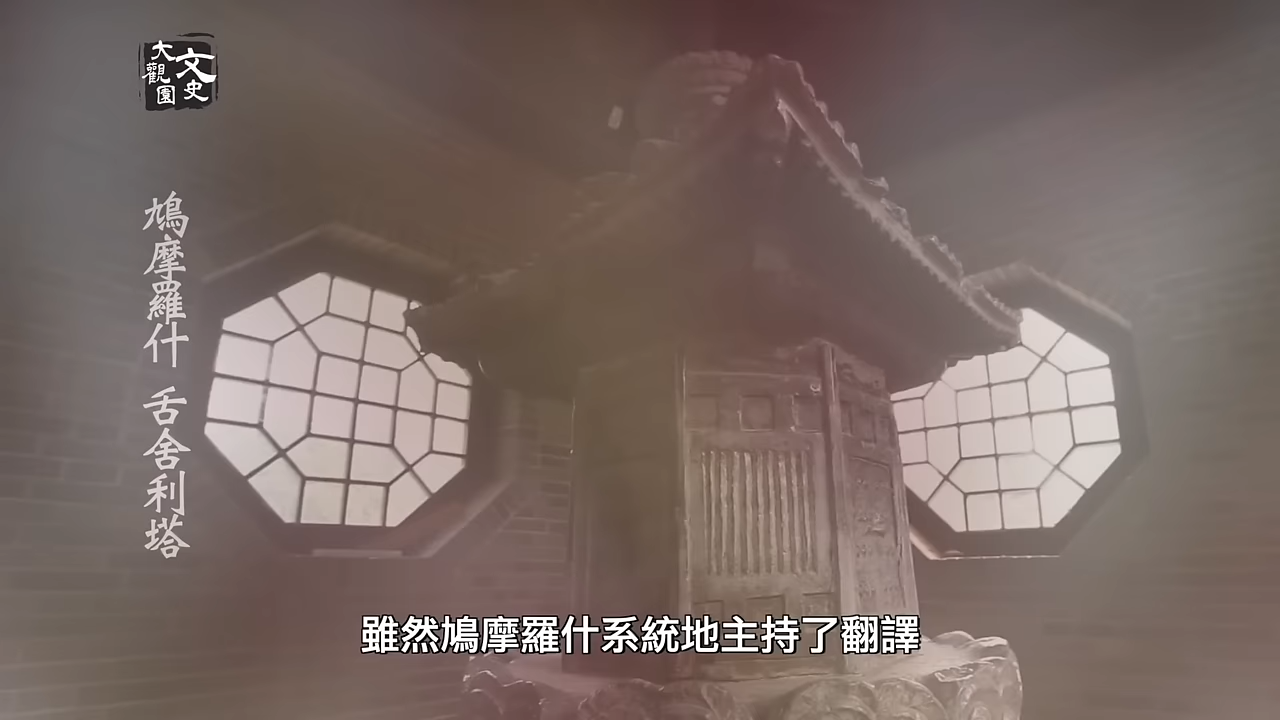 文史
大觀園
鳩摩羅什 舌舍利塔
雖然鳩摩羅什系統地主持了翻譯